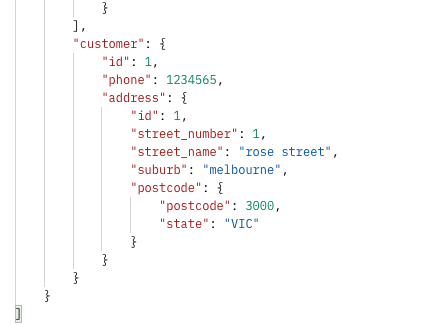 }
],
"customer": {
"id": 1,
"phone": 1234565,
"address": {
"id": 1,
"street_number": 1,
"street_name": "rose street",
"suburb": "melbourne",
"postcode": {
"postcode": 3000,
"state": "VIC"
}
}
}
}
]